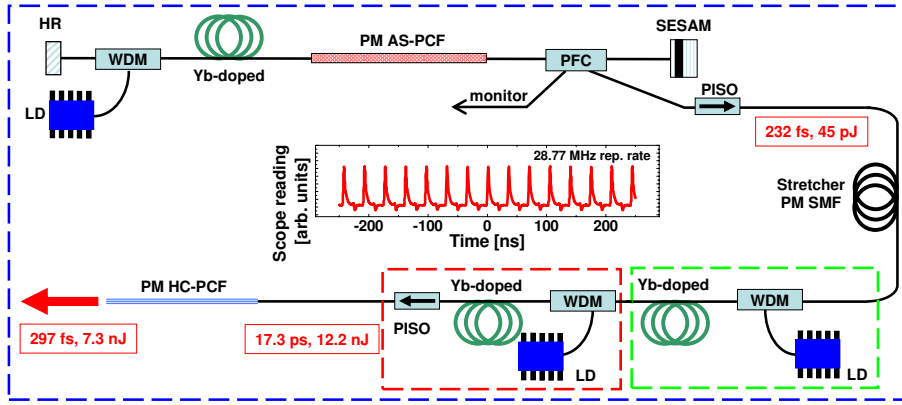 HR
WDM
Yb-doped
PM AS-PCF
PFC
SESAM
LD
monitor
PISO
232 fs, 45 pJ
28.77 MHz rep. rate
Scope reading
[arb. units]
-200
-100
0
100
200
Time [ns]
Stretcher
PM SMF
PM HC-PCF
Yb-doped
WDM
Yb-doped
WDM
PISO
297 fs, 7.3 nJ
17.3 ps, 12.2 nJ
LD
LD